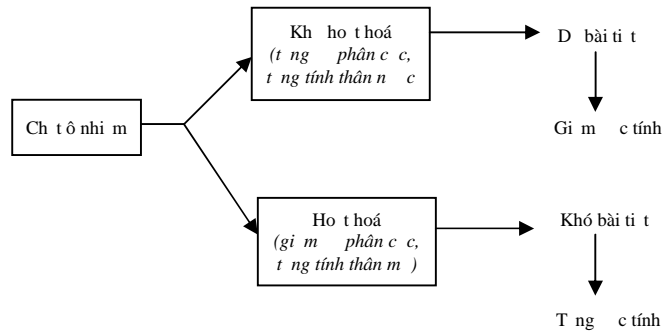 Kh ho t hoá
(t ng phân c c,
t ng tính thân n c
D bài ti t
Gi m c tính
Ch t ô nhi m
Ho t hoá
(gi m phân c c,
t ng tính thân m )
Khó bài ti t
T ng c tính